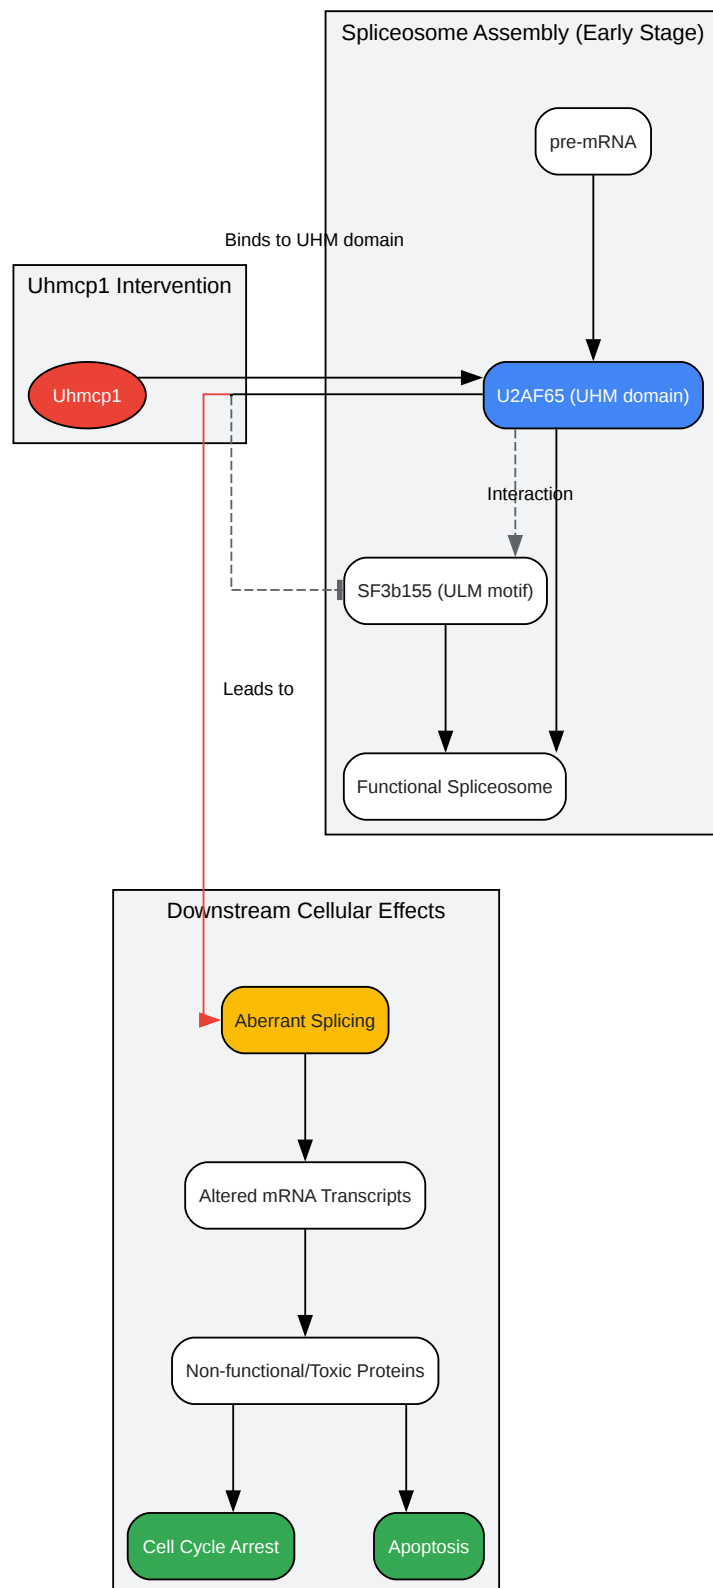 Spliceosome Assembly (Early Stage)
pre-mRNA
Binds to UHM domain
Uhmcp1 Intervention
Uhmcp1
U2AF65 (UHM domain)
Interaction
SF3b155 (ULM motif)
Leads to
Functional Spliceosome
Downstream Cellular Effects
Aberrant Splicing
Altered mRNA Transcripts
Non-functional/Toxic Proteins
Cell Cycle Arrest
Apoptosis